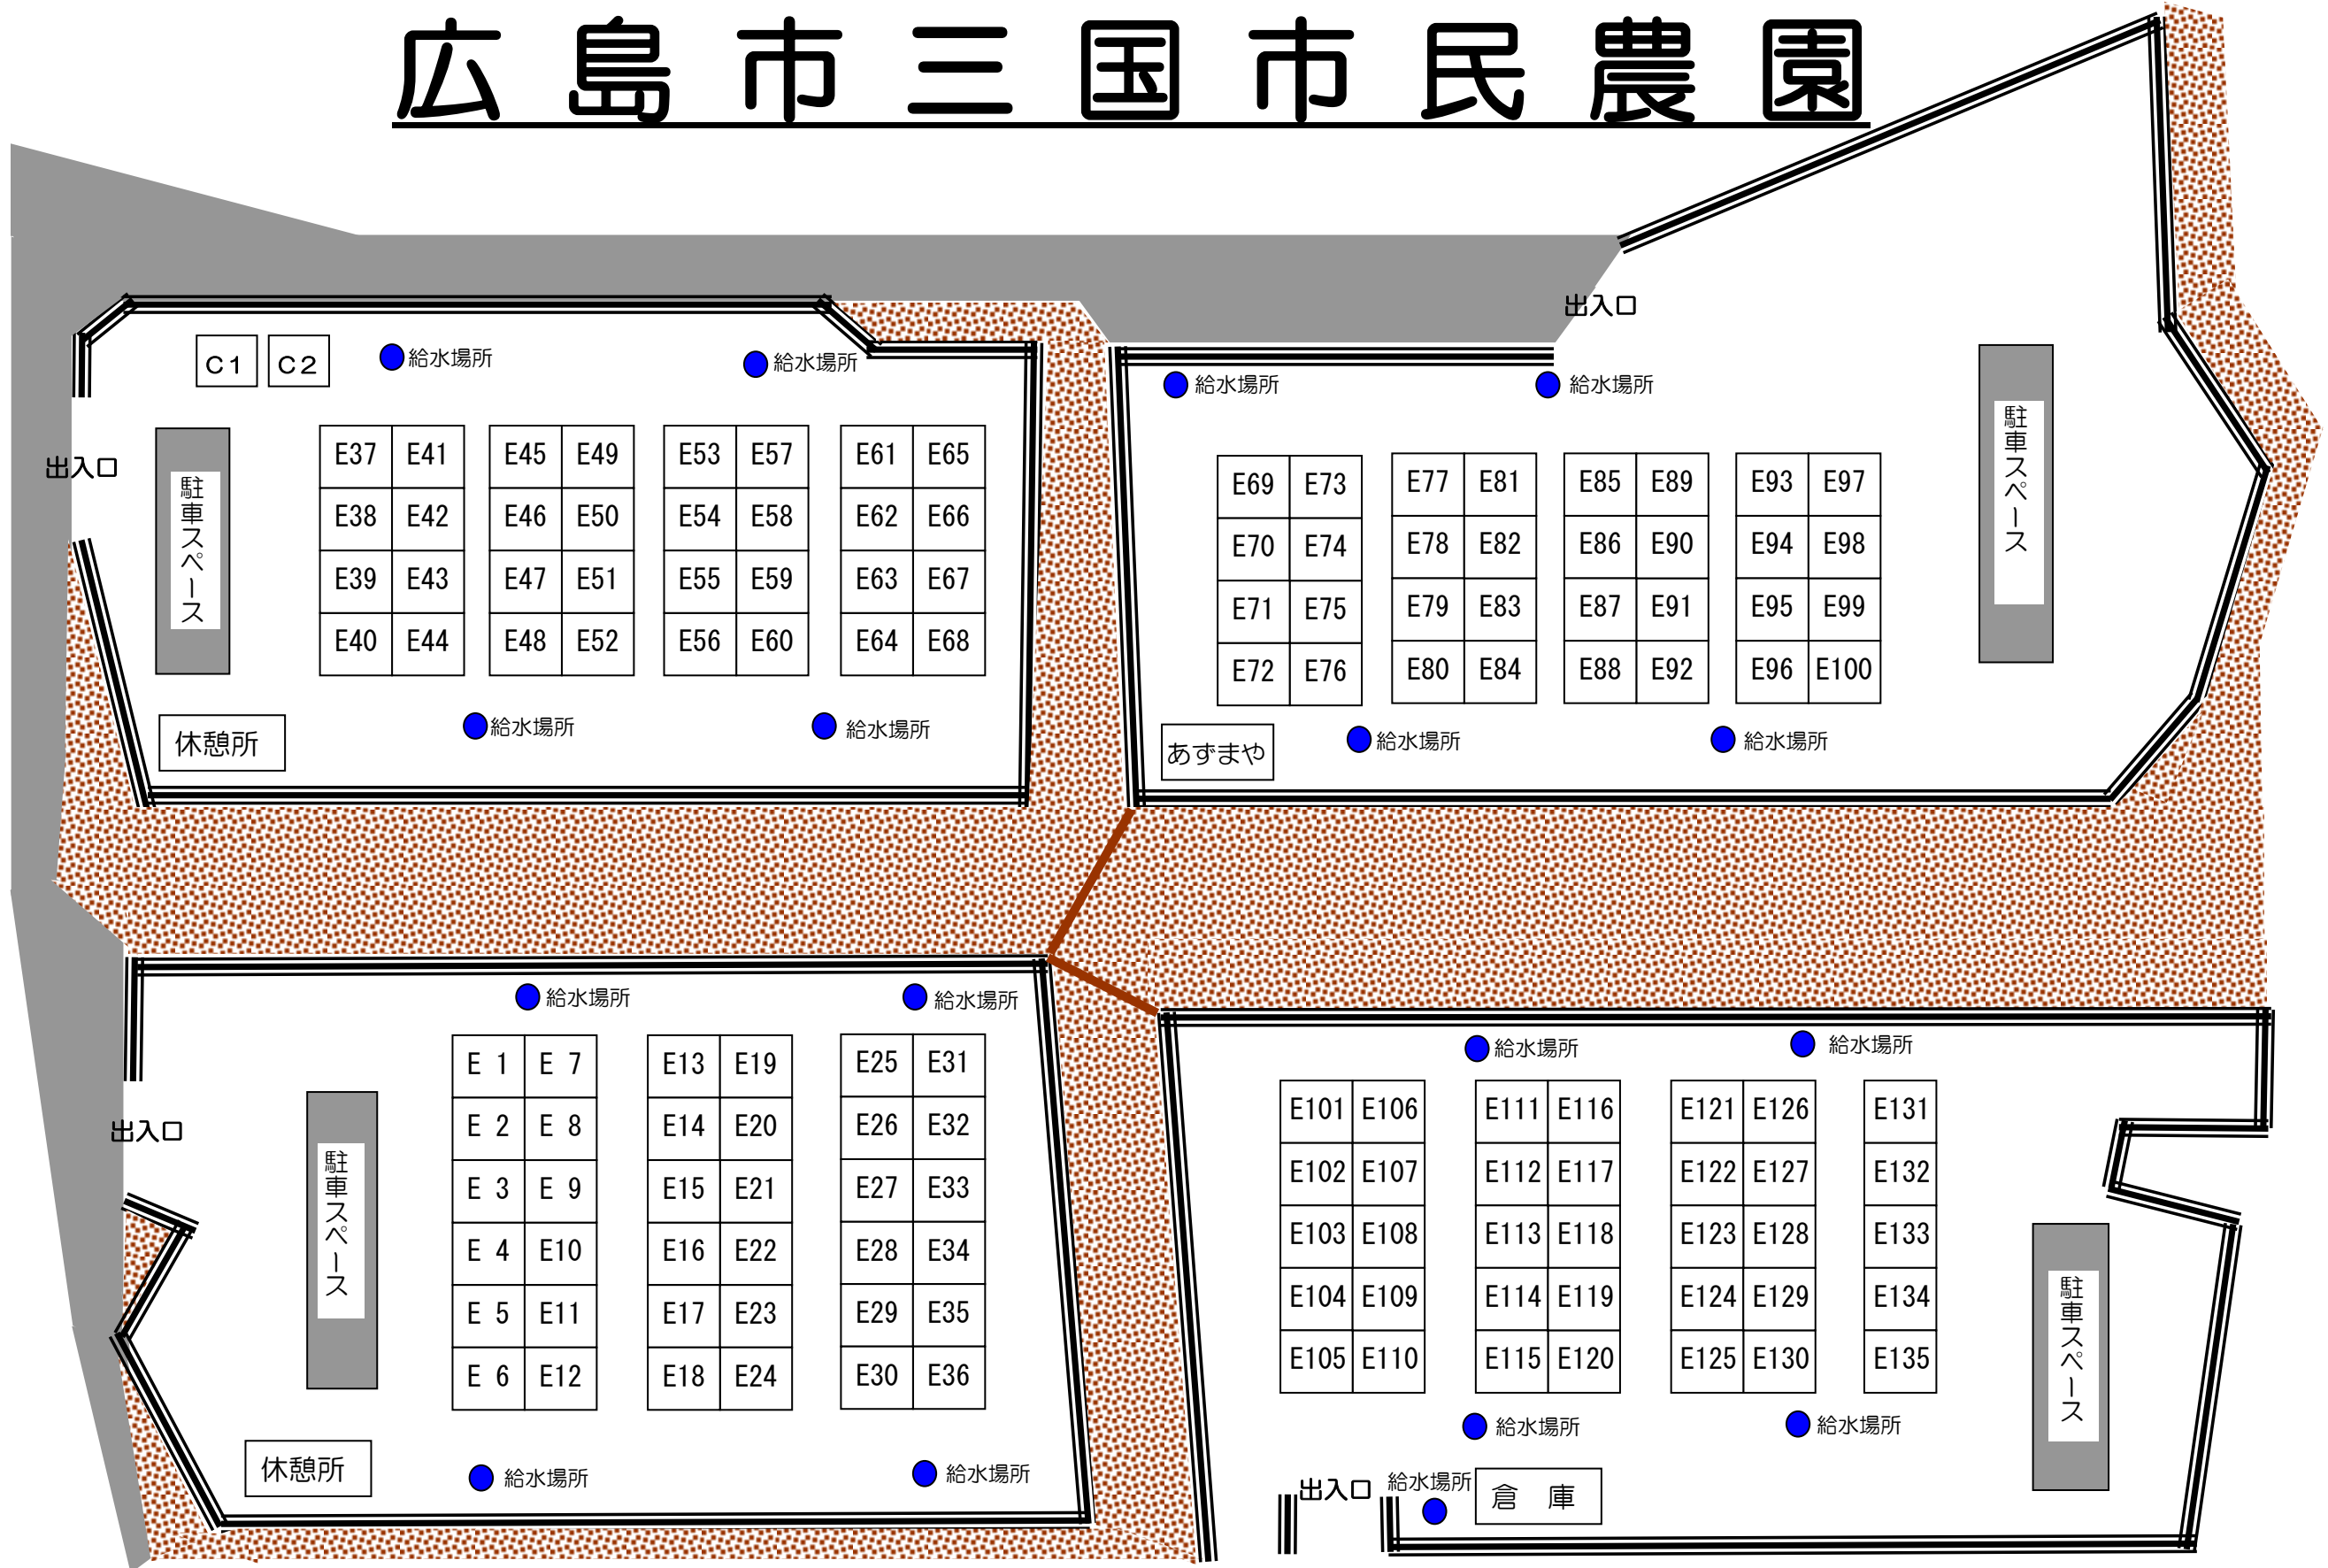 広島市三国市民農園
出入口
C1 C2
給水場所 給水場所
給水場所 給水場所
出入口
駐車スペース
E37 E41 E45 E49 E53 E57 E61 E65
E38 E42 E46 E50 E54 E58 E62 E66
E39 E43 E47 E51 E55 E59 E63 E67
E40 E44 E48 E52 E56 E60 E64 E68
休憩所
給水場所 給水場所
駐車スペース
E69 E73 E77 E81 E85 E89 E93 E97
E70 E74 E78 E82 E86 E90 E94 E98
E71 E75 E79 E83 E87 E91 E95 E99
E72 E76 E80 E84 E88 E92 E96 E100
あずまや
給水場所 給水場所
給水場所 給水場所
出入口
駐車スペース
E 1 E 7 E13 E19 E25 E31
E 2 E 8 E14 E20 E26 E32
E 3 E 9 E15 E21 E27 E33
E 4 E10 E16 E22 E28 E34
E 5 E11 E17 E23 E29 E35
E 6 E12 E18 E24 E30 E36
休憩所
給水場所 給水場所
給水場所 給水場所
E101 E106 E111 E116 E121 E126 E131
E102 E107 E112 E117 E122 E127 E132
E103 E108 E113 E118 E123 E128 E133
E104 E109 E114 E119 E124 E129 E134
E105 E110 E115 E120 E125 E130 E135
駐車スペース
給水場所 給水場所
出入口
給水場所
倉 庫